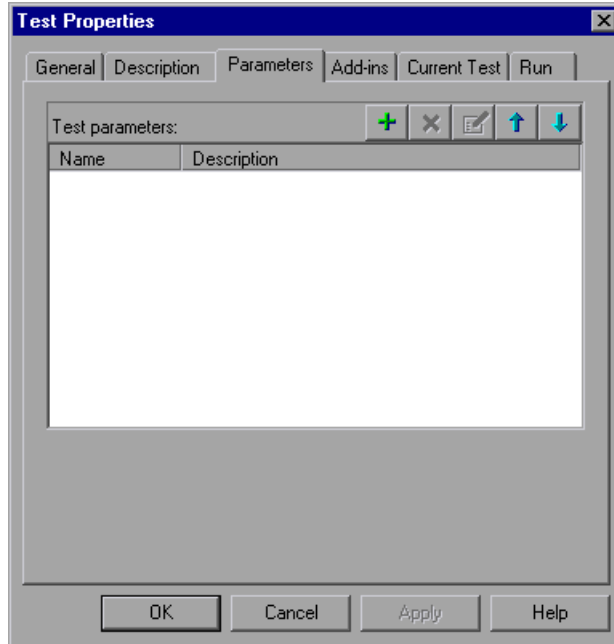 Test Properties
General Description Parameters Add-ins Current Test Run
Test parameters:
Name Description
OK Cancel Apply Help